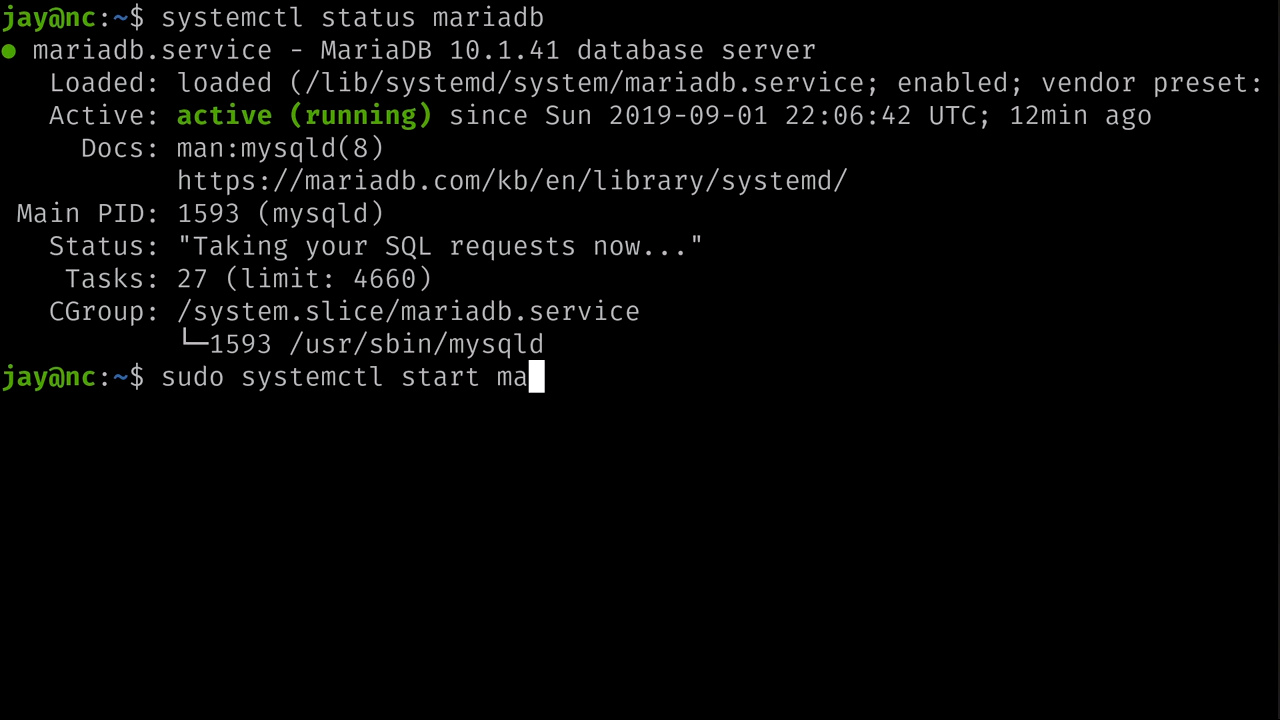 jay@nc:~$ systemctl status mariadb
● mariadb.service - MariaDB 10.1.41 database server
   Loaded: loaded (/lib/systemd/system/mariadb.service; enabled; vendor preset:
   Active: active (running) since Sun 2019-09-01 22:06:42 UTC; 12min ago
     Docs: man:mysqld(8)
           https://mariadb.com/kb/en/library/systemd/
 Main PID: 1593 (mysqld)
   Status: "Taking your SQL requests now..."
    Tasks: 27 (limit: 4660)
   CGroup: /system.slice/mariadb.service
           └─1593 /usr/sbin/mysqld
jay@nc:~$ sudo systemctl start ma